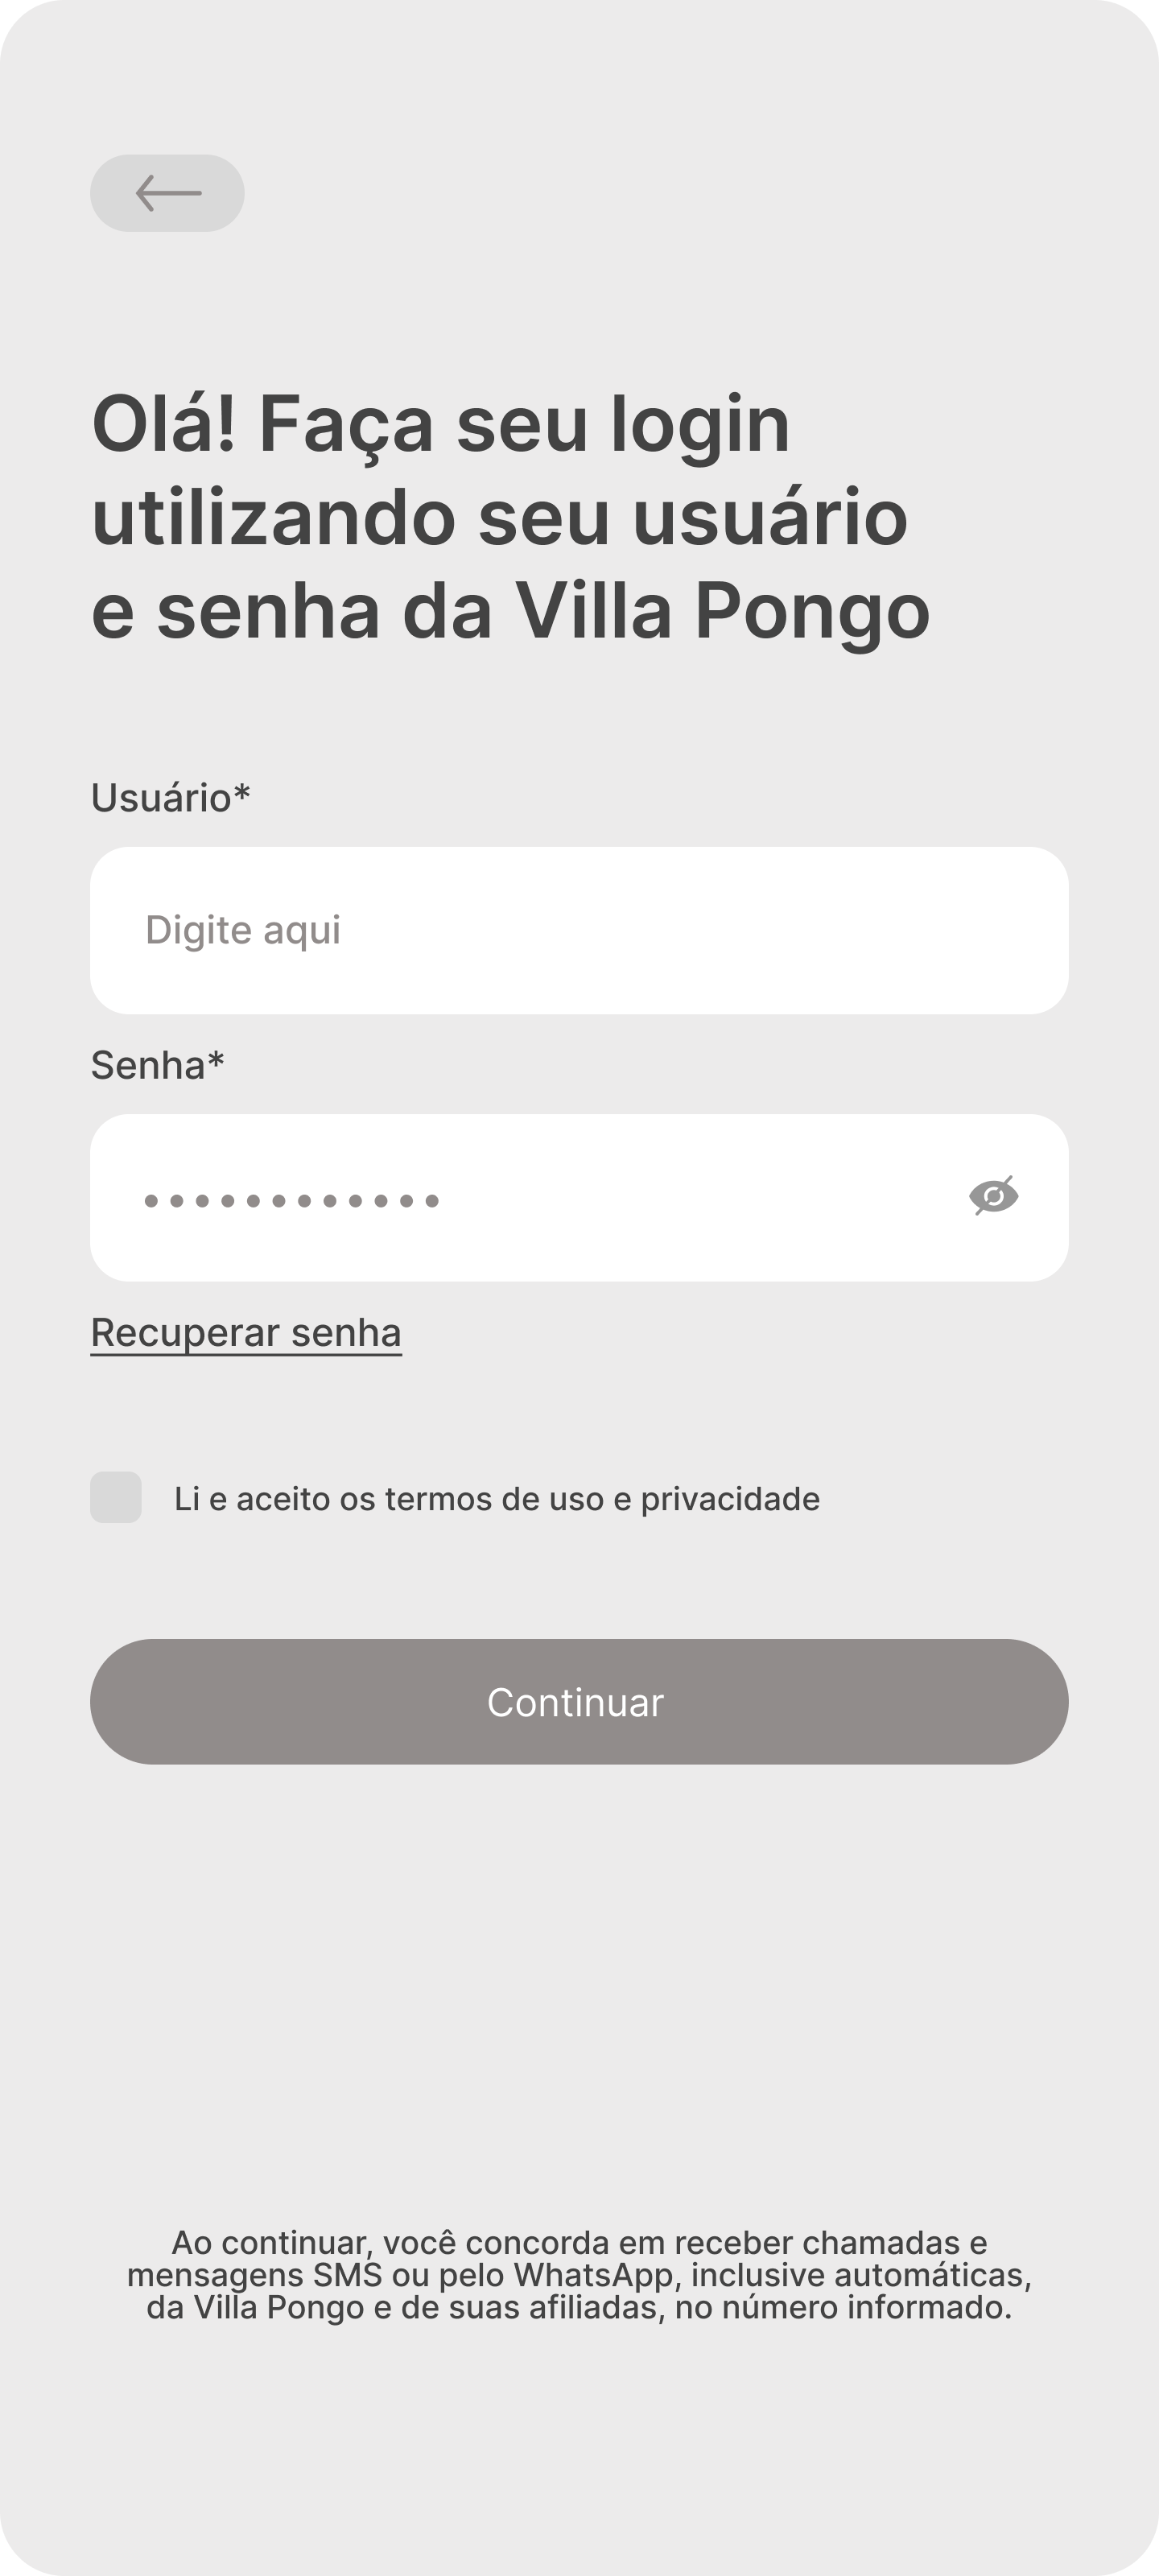 Olá! Faça seu login
utilizando seu usuário
e senha da Villa Pongo
Usuário*
Digite aqui
Senha*
Recuperar senha
Li e aceito os termos de uso e privacidade
Continuar
Ao continuar, você concorda em receber chamadas e
mensagens SMS ou pelo WhatsApp, inclusive automáticas,
da Villa Pongo e de suas afiliadas, no número informado.